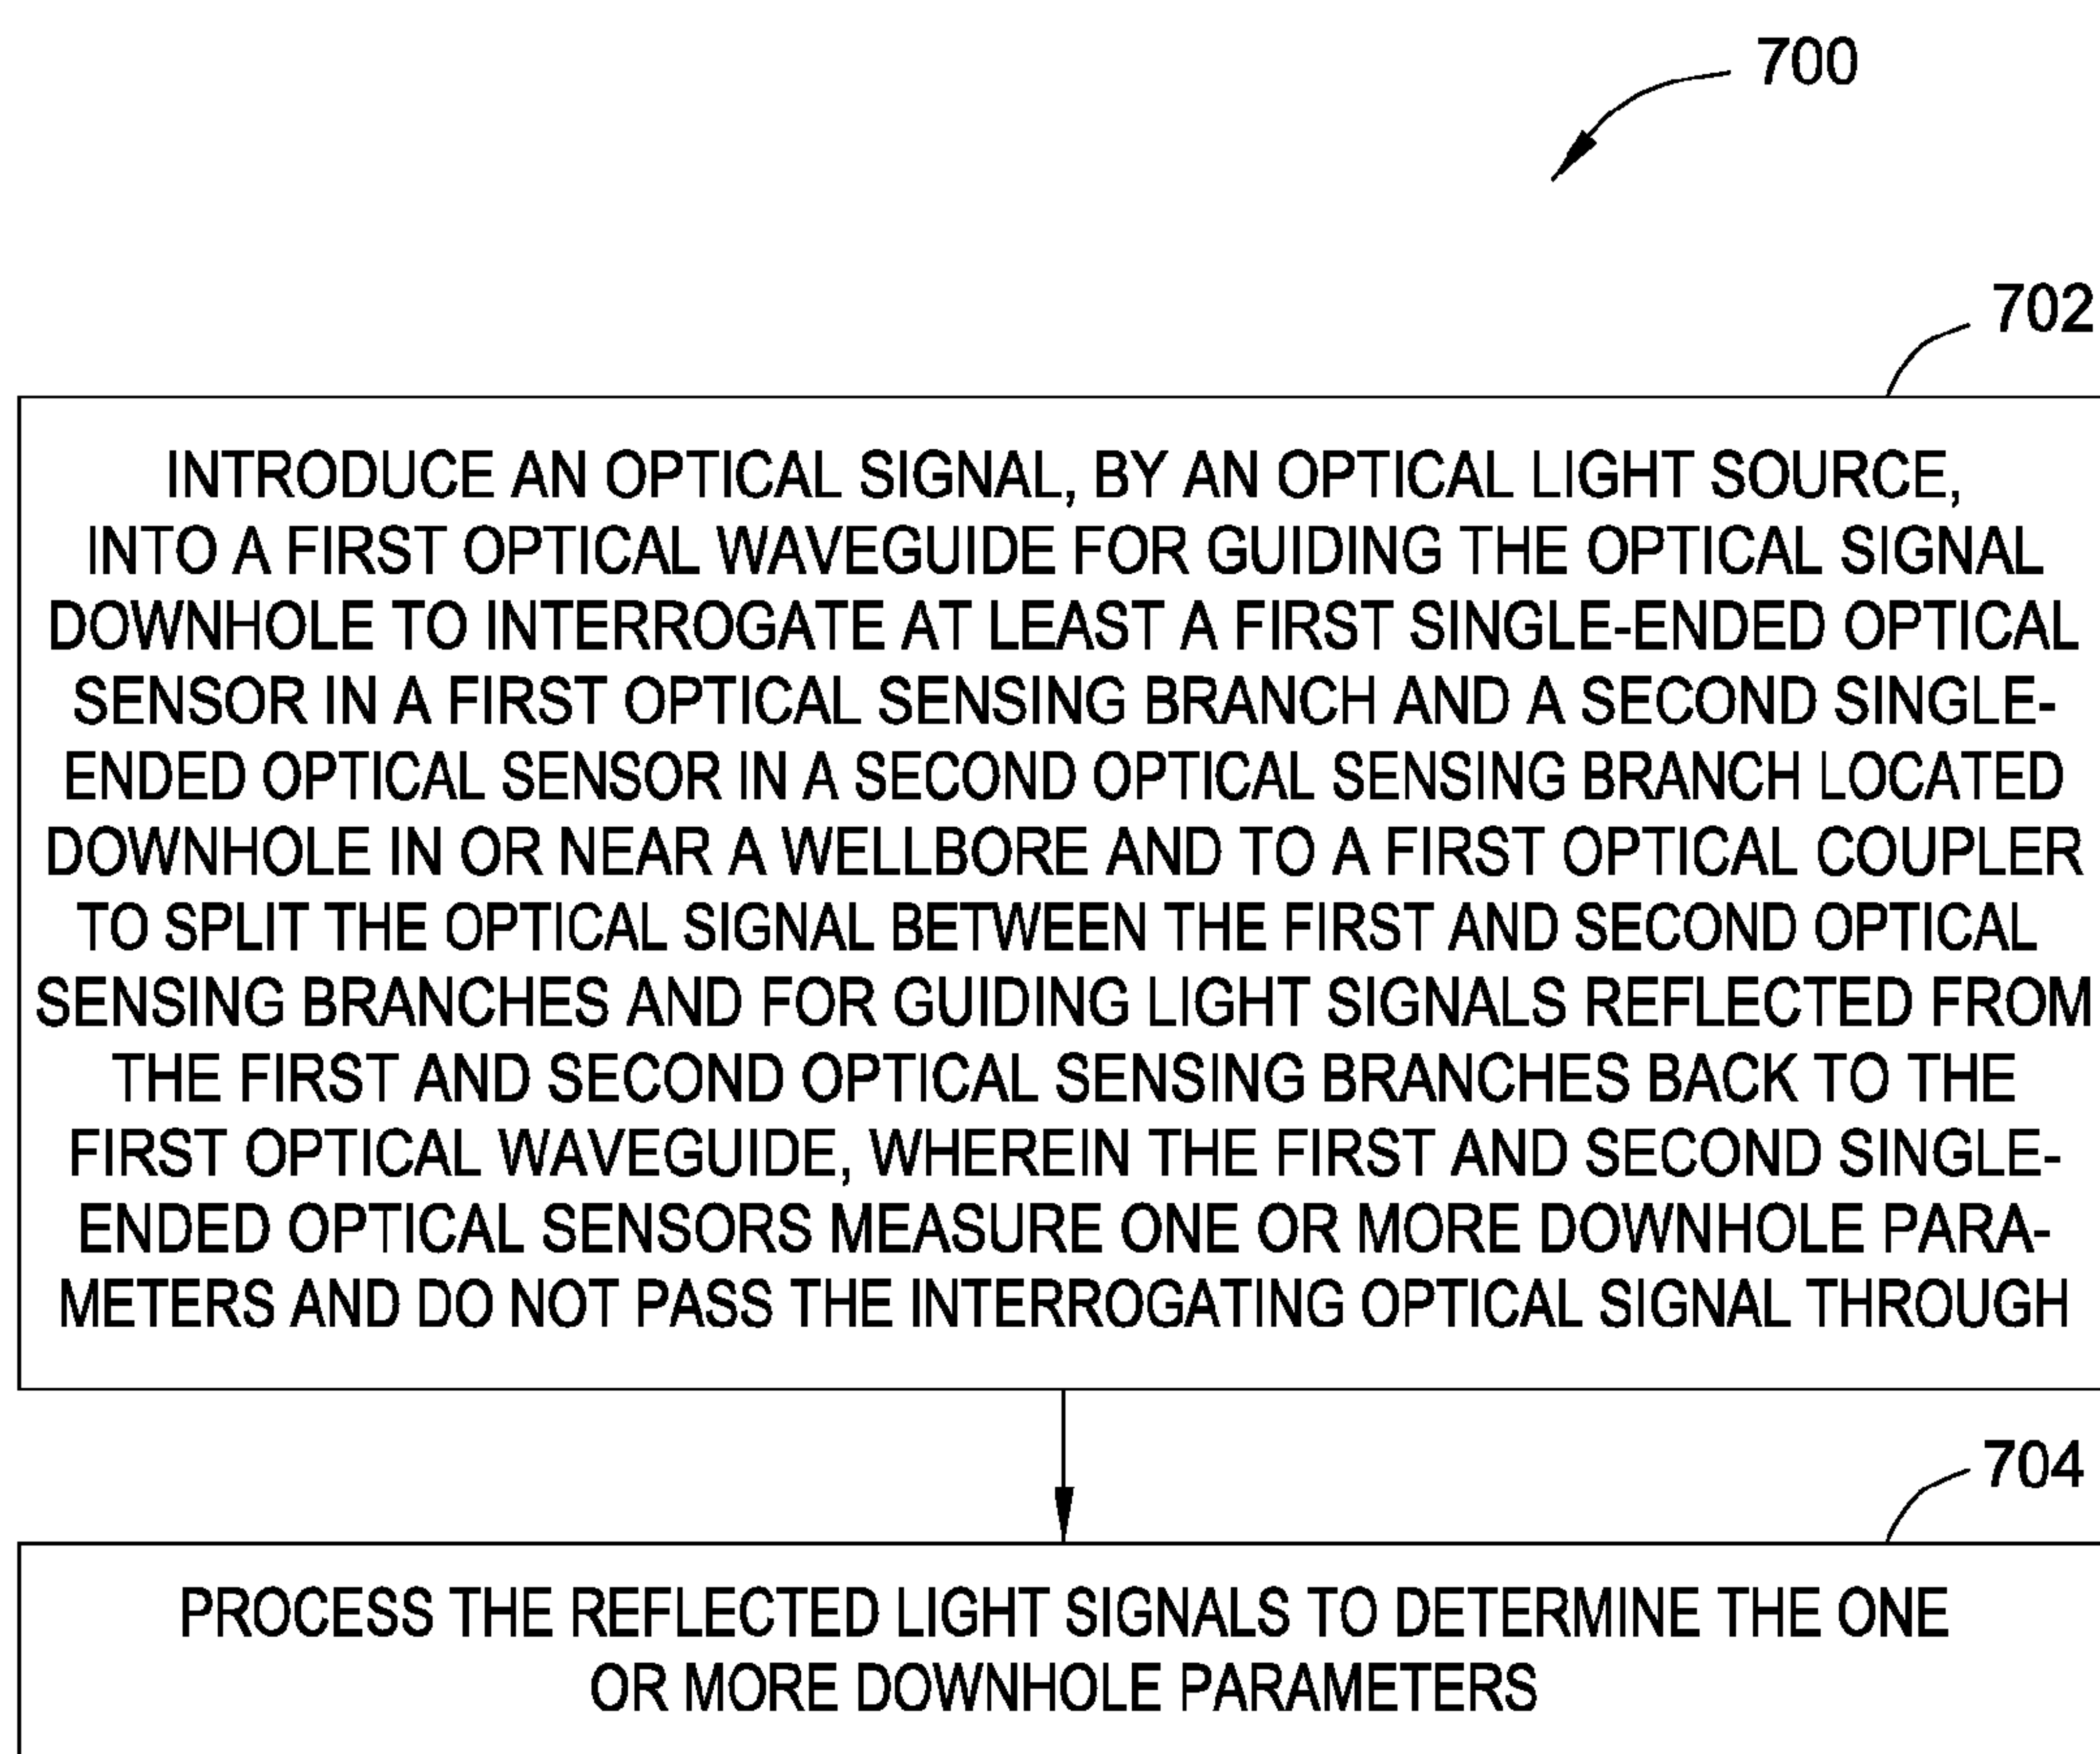 700
702
INTRODUCE AN OPTICAL SIGNAL, BY AN OPTICAL LIGHT SOURCE,
INTO A FIRST OPTICAL WAVEGUIDE FOR GUIDING THE OPTICAL SIGNAL
DOWNHOLE TO INTERROGATE AT LEAST A FIRST SINGLE-ENDED OPTICAL
SENSOR IN A FIRST OPTICAL SENSING BRANCH AND A SECOND SINGLE-
ENDED OPTICAL SENSOR IN A SECOND OPTICAL SENSING BRANCH LOCATED
DOWNHOLE IN OR NEAR A WELLBORE AND TO A FIRST OPTICAL COUPLER
TO SPLIT THE OPTICAL SIGNAL BETWEEN THE FIRST AND SECOND OPTICAL
SENSING BRANCHES AND FOR GUIDING LIGHT SIGNALS REFLECTED FROM
THE FIRST AND SECOND OPTICAL SENSING BRANCHES BACK TO THE
FIRST OPTICAL WAVEGUIDE, WHEREIN THE FIRST AND SECOND SINGLE-
ENDED OPTICAL SENSORS MEASURE ONE OR MORE DOWNHOLE PARA-
METERS AND DO NOT PASS THE INTERROGATING OPTICAL SIGNAL THROUGH
704
PROCESS THE REFLECTED LIGHT SIGNALS TO DETERMINE THE ONE
OR MORE DOWNHOLE PARAMETERS